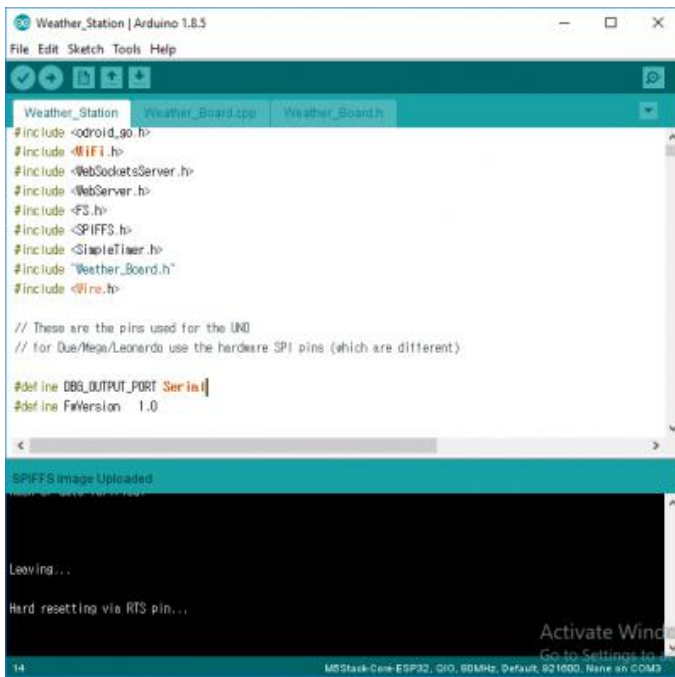 Weather_Station | Arduino 1.8.5
File Edit Sketch Tools Help
Weather_Station Weather_Board.cpp Weather_Board.h
#include <odroid_go.h>
#include <WiFi.h>
#include <WebSocketsServer.h>
#include <WebServer.h>
#include <FS.h>
#include <SPIFFS.h>
#include <SimpleTimer.h>
#include "Weather_Board.h"
#include <Wire.h>
// These are the pins used for the UNO
// for Due/Mega/Leonardo use the hardware SPI pins (which are different)
#define DBG_OUTPUT_PORT Serial
#define FwVersion 1.0
SPIFFS Image Uploaded
Leaving...
Hard resetting via RTS pin...
Activate Wind
Go to Settings to a
14 M5Stack-Core-ESP32, QIO, 80MHz, Default, 921600, None on COM3